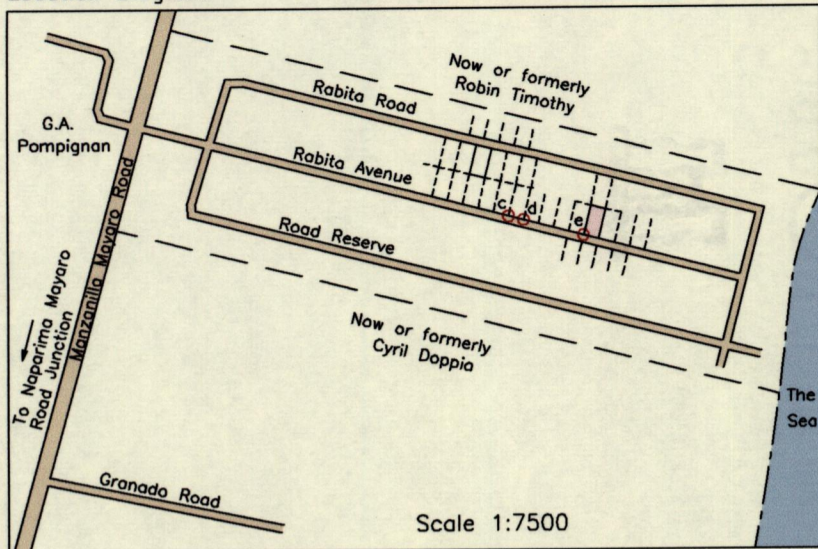 Now or formerly
Robin Timothy
Rabita Road
G.A.
Pompignan
Rabita Avenue
c
d
e
Manzanilla Mayaro Road
Road Reserve
To Naparima Mayaro
Road Junction
Now or formerly
Cyril Doppia
The
Sea
Granado Road
Scale 1:7500